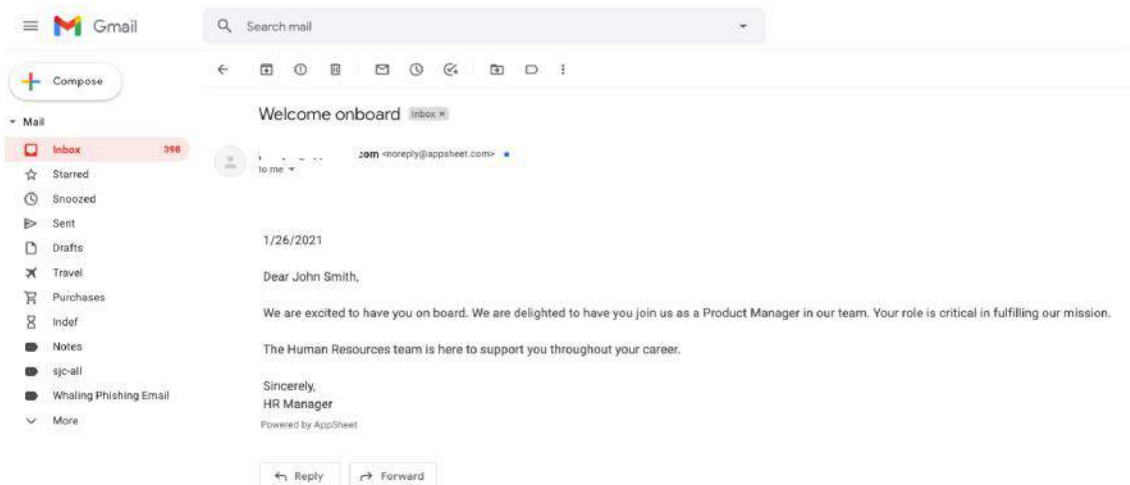 Gmail
Search mail
Compose
Mail
Inbox 398
Starred
Snoozed
Sent
Drafts
Travel
Purchases
Indef
Notes
sjc-all
Whaling Phishing Email
More
Welcome onboard Inbox x
.com <noreply@appsheet.com>
to me
1/26/2021
Dear John Smith,
We are excited to have you on board. We are delighted to have you join us as a Product Manager in our team. Your role is critical in fulfilling our mission.
The Human Resources team is here to support you throughout your career.
Sincerely,
HR Manager
Powered by AppSheet
Reply Forward